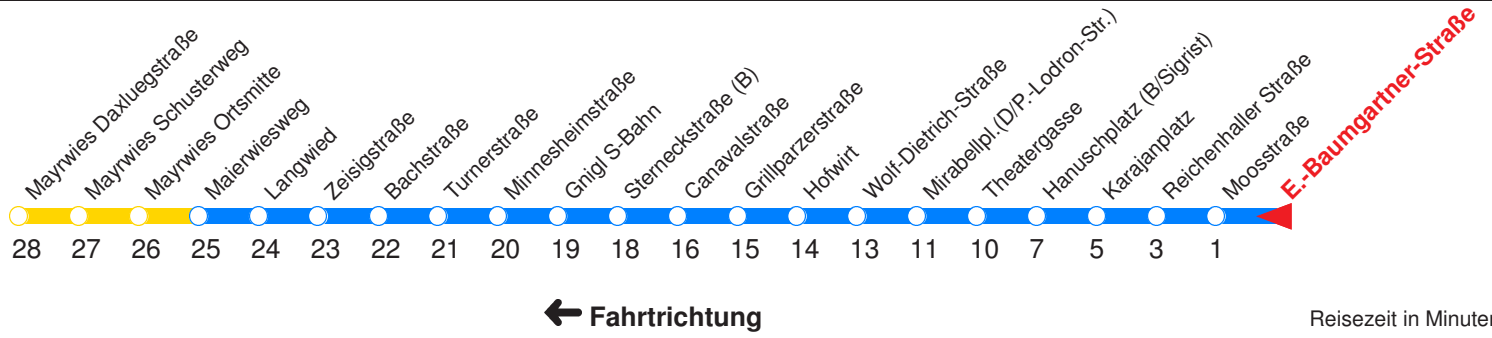 Mayrwies Daxluegstraße
Mayrwies Schusterweg
Mayrwies Ortsmitte
Maierwiesweg
Langwied
Zeisigstraße
Bachstraße
Turnerstraße
Minnesheimstraße
Gnigl S-Bahn
Sterneckstraße (B)
Canavalstraße
Grillparzerstraße
Hofwirt
Wolf-Dietrich-Straße
Mirabellpl.(D/P.-Lodron-Str.)
Theatergasse
Hanuschplatz (B/Sigrist)
Karajanplatz
Reichenhaller Straße
Moosstraße
E.-Baumgartner-Straße
28 27 26 25 24 23 22 21 20 19 18 16 15 14 13 11 10 7 5 3 1
Fahrtrichtung
Reisezeit in Minuten